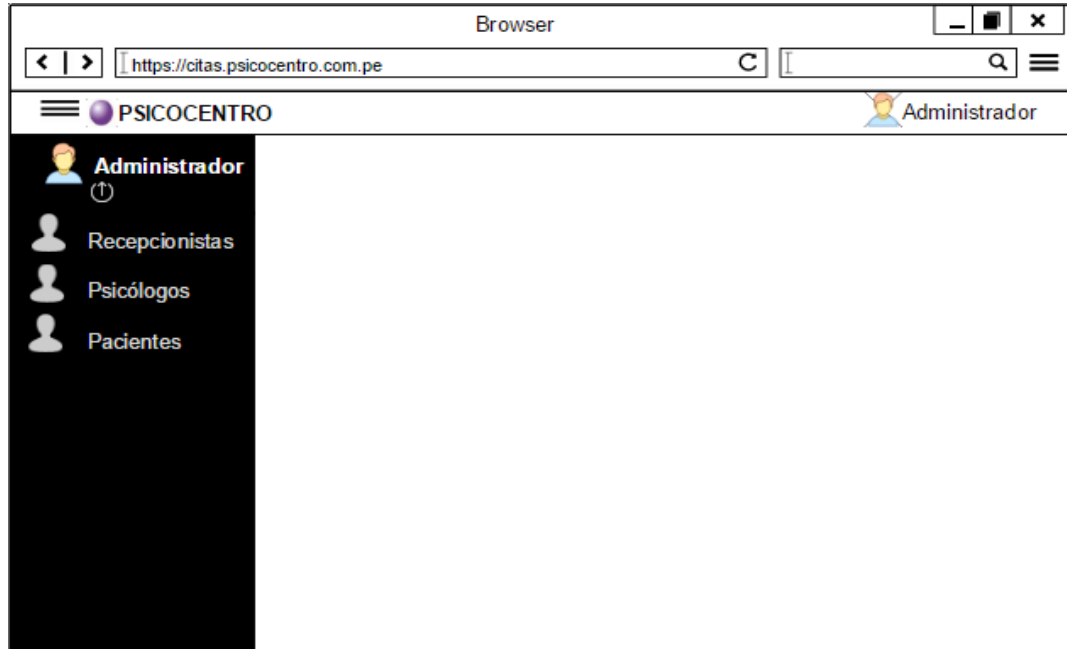 Browser
https://citas.psicocentro.com.pe
PSICOCENTRO
Administrador
Administrador
Recepcionistas
Psicólogos
Pacientes